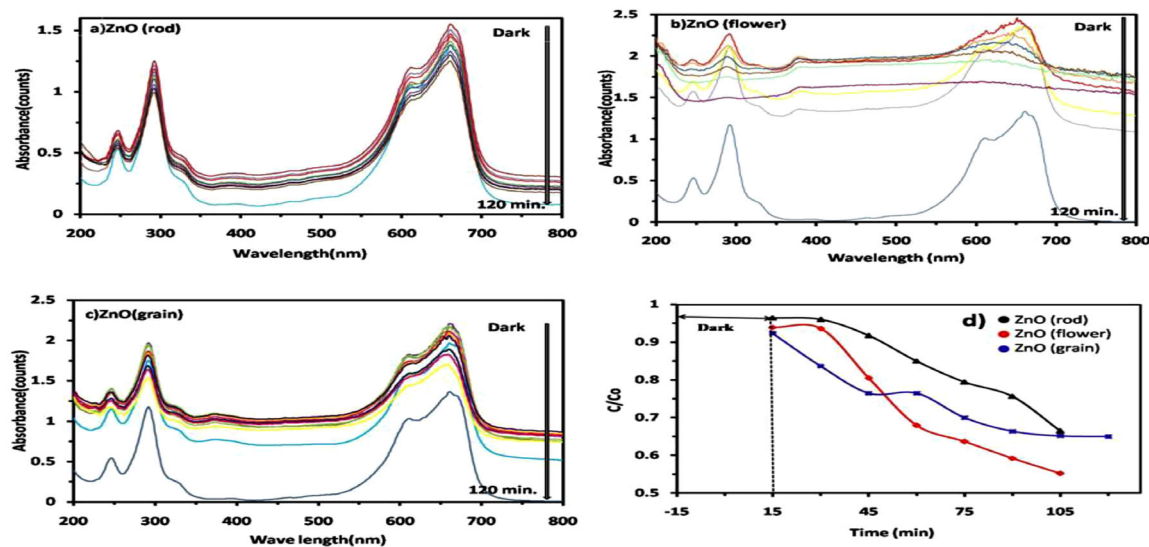 a)ZnO (rod)
Dark
1.5
1
0.5
0
120 min.
200 300 400 500 600 700 800
Absorbance(counts)
Wavelength(nm)
b)ZnO (flower)
Dark
2.5
2
1.5
1
0.5
0
120 min.
200 300 400 500 600 700 800
Absorbance (counts)
Wavelength (nm)
c)ZnO(grain)
Dark
2.5
2
1.5
1
0.5
0
120 min.
200 300 400 500 600 700 800
Absorbance(counts)
Wave length(nm)
d)
Dark
ZnO (rod)
ZnO (flower)
ZnO (grain)
1
0.9
0.8
0.7
0.6
0.5
-15 15 45 75 105
C/Co
Time (min)